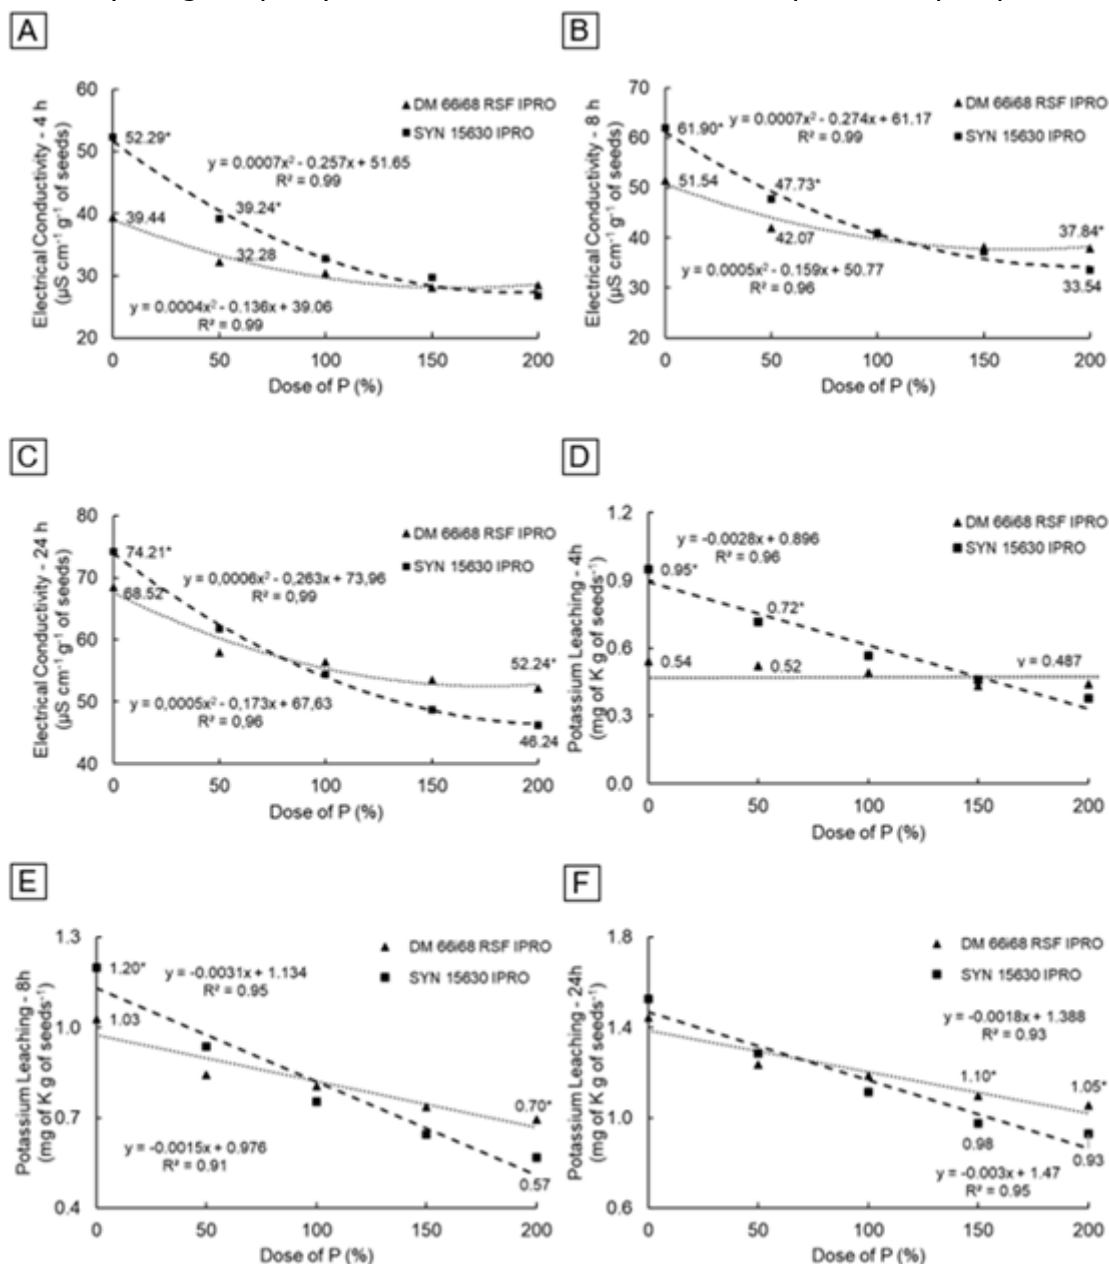 A
Electrical Conductivity - 4 h
(µS cm⁻¹ g⁻¹ of seeds)
60
50
40
30
20
▲ DM 66i68 RSF IPRO
■ SYN 15630 IPRO
52.29*
y = 0.0007x² - 0.257x + 51.65
R² = 0.99
39.24*
39.44
32.28
y = 0.0004x² - 0.136x + 39.06
R² = 0.99
0 50 100 150 200
Dose of P (%)
B
Electrical Conductivity - 8 h
(µS cm⁻¹ g⁻¹ of seeds)
70
60
50
40
30
20
▲ DM 66i68 RSF IPRO
■ SYN 15630 IPRO
61.90*
y = 0.0007x² - 0.274x + 61.17
R² = 0.99
51.54
47.73*
42.07
37.84*
y = 0.0005x² - 0.159x + 50.77
R² = 0.96
33.54
0 50 100 150 200
Dose of P (%)
C
Electrical Conductivity - 24 h
(µS cm⁻¹ g⁻¹ of seeds)
80
70
60
50
40
▲ DM 66i68 RSF IPRO
■ SYN 15630 IPRO
74.21*
y = 0,0006x² - 0,263x + 73,96
R² = 0,99
68.52
52.24*
y = 0,0005x² - 0,173x + 67,63
R² = 0,96
46.24
0 50 100 150 200
Dose of P (%)
D
Potassium Leaching - 4h
(mg of K g of seeds⁻¹)
1.2
0.9
0.6
0.3
0.0
▲ DM 66i68 RSF IPRO
■ SYN 15630 IPRO
y = -0.0028x + 0.896
R² = 0.96
0.95*
0.72*
0.54
0.52
y = 0.487
0 50 100 150 200
Dose of P (%)
E
Potassium Leaching - 8h
(mg of K g of seeds⁻¹)
1.3
1.0
0.7
0.4
▲ DM 66i68 RSF IPRO
■ SYN 15630 IPRO
1.20*
y = -0.0031x + 1.134
R² = 0.95
1.03
0.70*
y = -0.0015x + 0.976
R² = 0.91
0.57
0 50 100 150 200
Dose of P (%)
F
Potassium Leaching - 24h
(mg of K g of seeds⁻¹)
1.8
1.4
1.0
0.6
▲ DM 66i68 RSF IPRO
■ SYN 15630 IPRO
y = -0.0018x + 1.388
R² = 0.93
1.10*
1.05*
0.98
0.93
y = -0.003x + 1.47
R² = 0.95
0 50 100 150 200
Dose of P (%)